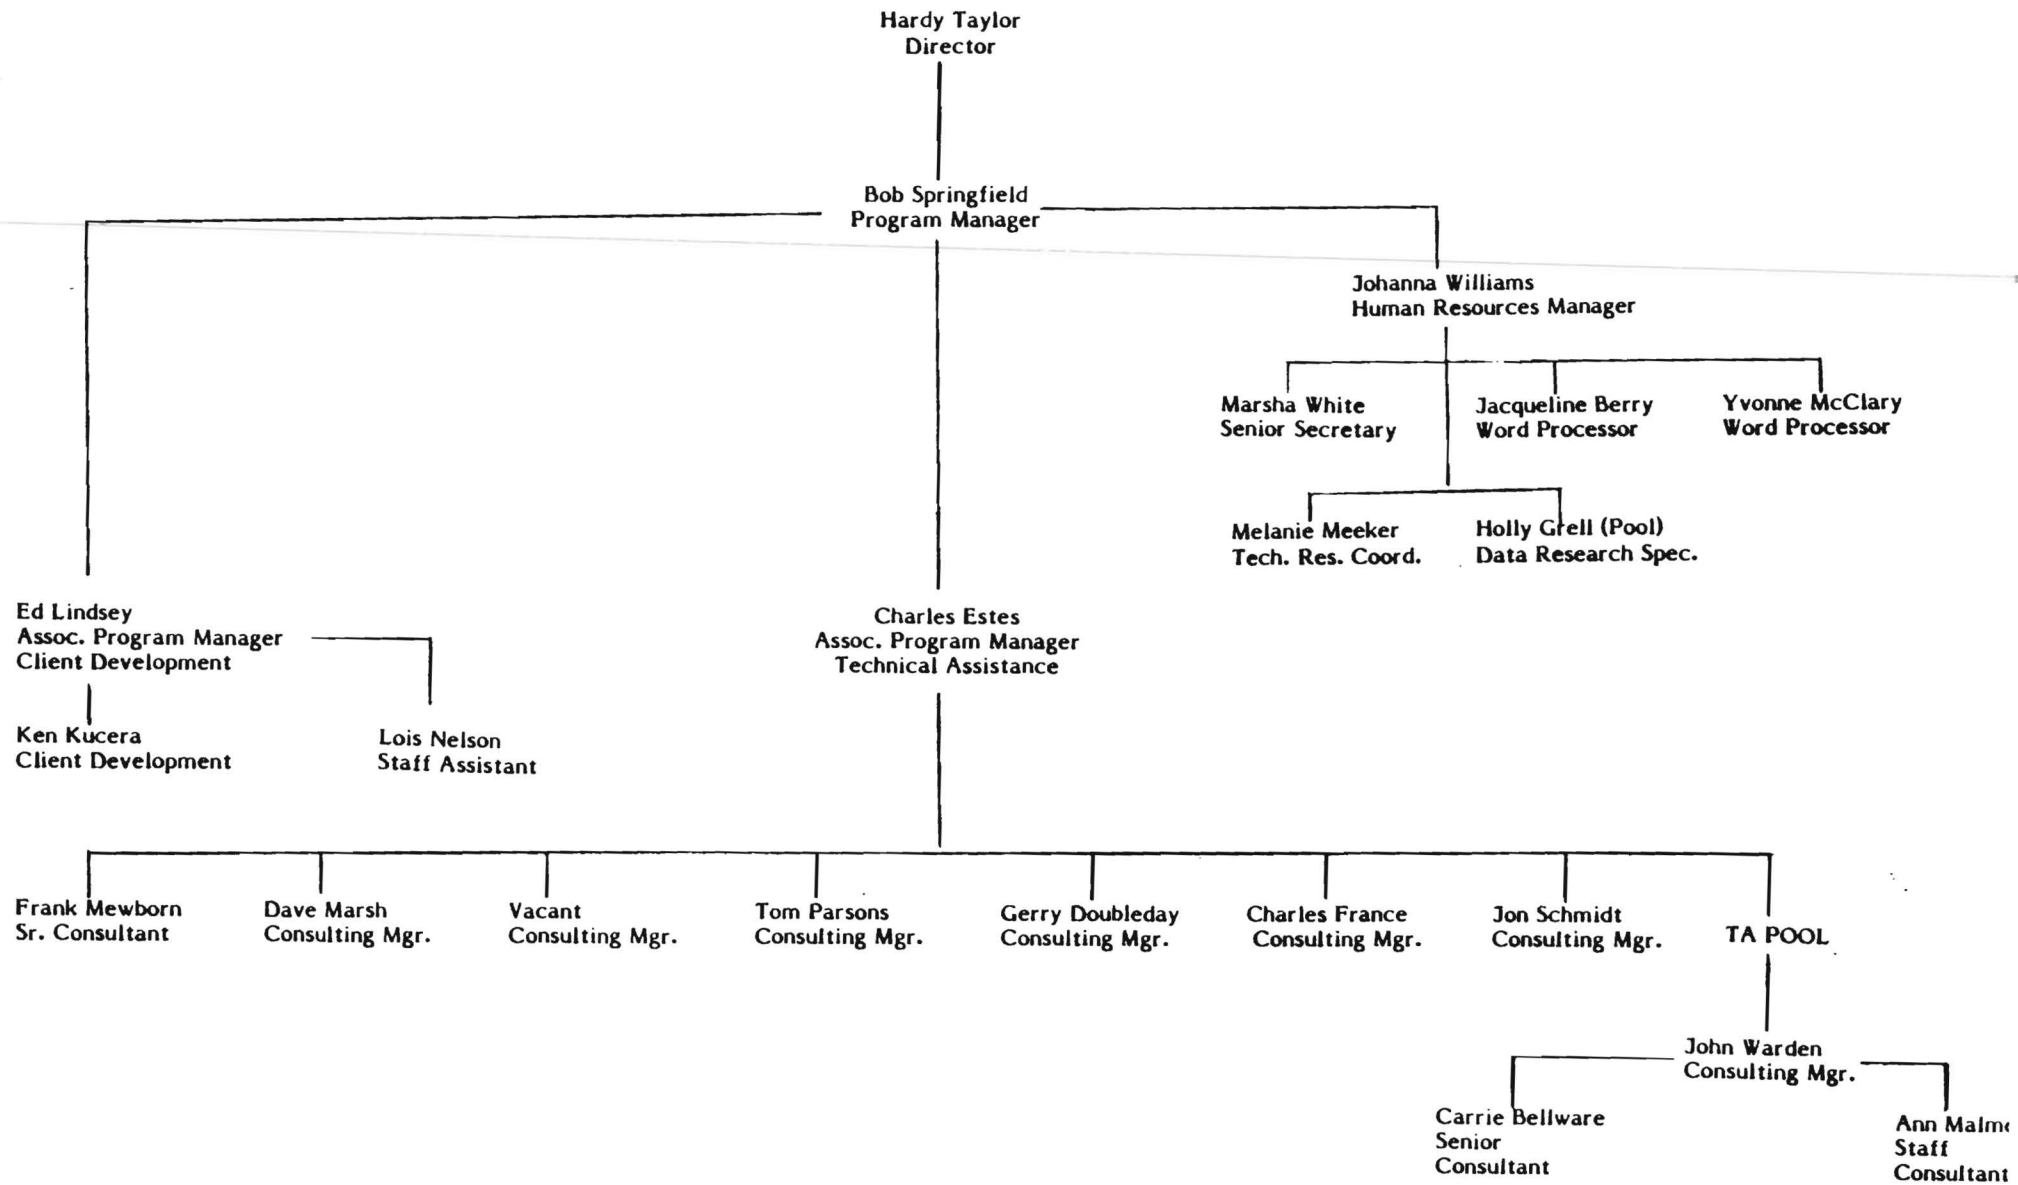 Hardy Taylor
Director
Bob Springfield
Program Manager
Johanna Williams
Human Resources Manager
Marsha White
Senior Secretary
Jacqueline Berry
Word Processor
Yvonne McClary
Word Processor
Melanie Meeker
Tech. Res. Coord.
Holly Grell (Pool)
Data Research Spec.
Ed Lindsey
Assoc. Program Manager
Client Development
Charles Estes
Assoc. Program Manager
Technical Assistance
Ken Kucera
Client Development
Lois Nelson
Staff Assistant
Frank Mewborn
Sr. Consultant
Dave Marsh
Consulting Mgr.
Vacant
Consulting Mgr.
Tom Parsons
Consulting Mgr.
Gerry Doubleday
Consulting Mgr.
Charles France
Consulting Mgr.
Jon Schmidt
Consulting Mgr.
TA POOL
John Warden
Consulting Mgr.
Carrie Bellware
Senior
Consultant
Ann
Staff
Consultant